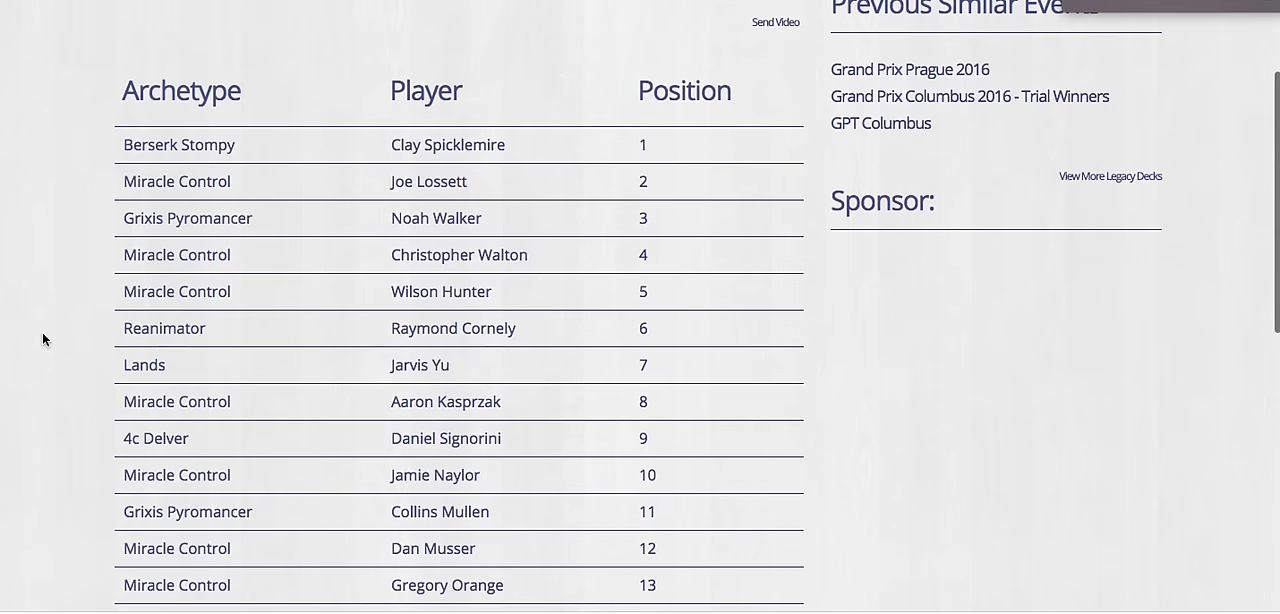 Send Video
Archetype Player Position
Berserk Stompy Clay Spicklemire 1
Miracle Control Joe Lossett 2
Grixis Pyromancer Noah Walker 3
Miracle Control Christopher Walton 4
Miracle Control Wilson Hunter 5
Reanimator Raymond Cornely 6
Lands Jarvis Yu 7
Miracle Control Aaron Kasprzak 8
4c Delver Daniel Signorini 9
Miracle Control Jamie Naylor 10
Grixis Pyromancer Collins Mullen 11
Miracle Control Dan Musser 12
Miracle Control Gregory Orange 13
Previous Similar Events
Grand Prix Prague 2016
Grand Prix Columbus 2016 - Trial Winners
GPT Columbus
View More Legacy Decks
Sponsor: